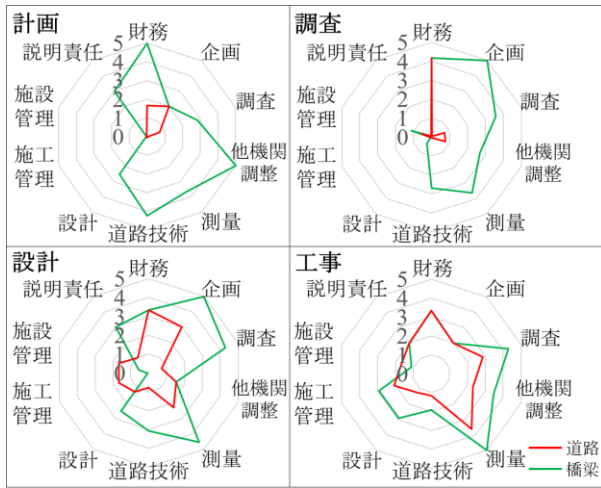 計画
財務
5
4
3
2
1
0
説明責任
企画
施設
管理
調査
施工
管理
他機関
調整
設計
測量
道路技術
調査
財務
5
4
3
2
1
0
説明責任
企画
施設
管理
調査
施工
管理
他機関
調整
設計
測量
道路技術
設計
財務
5
4
3
2
1
0
説明責任
企画
施設
管理
調査
施工
管理
他機関
調整
設計
測量
道路技術
工事
財務
5
4
3
2
1
0
説明責任
企画
施設
管理
調査
施工
管理
他機関
調整
設計
測量
道路技術
道路
橋梁